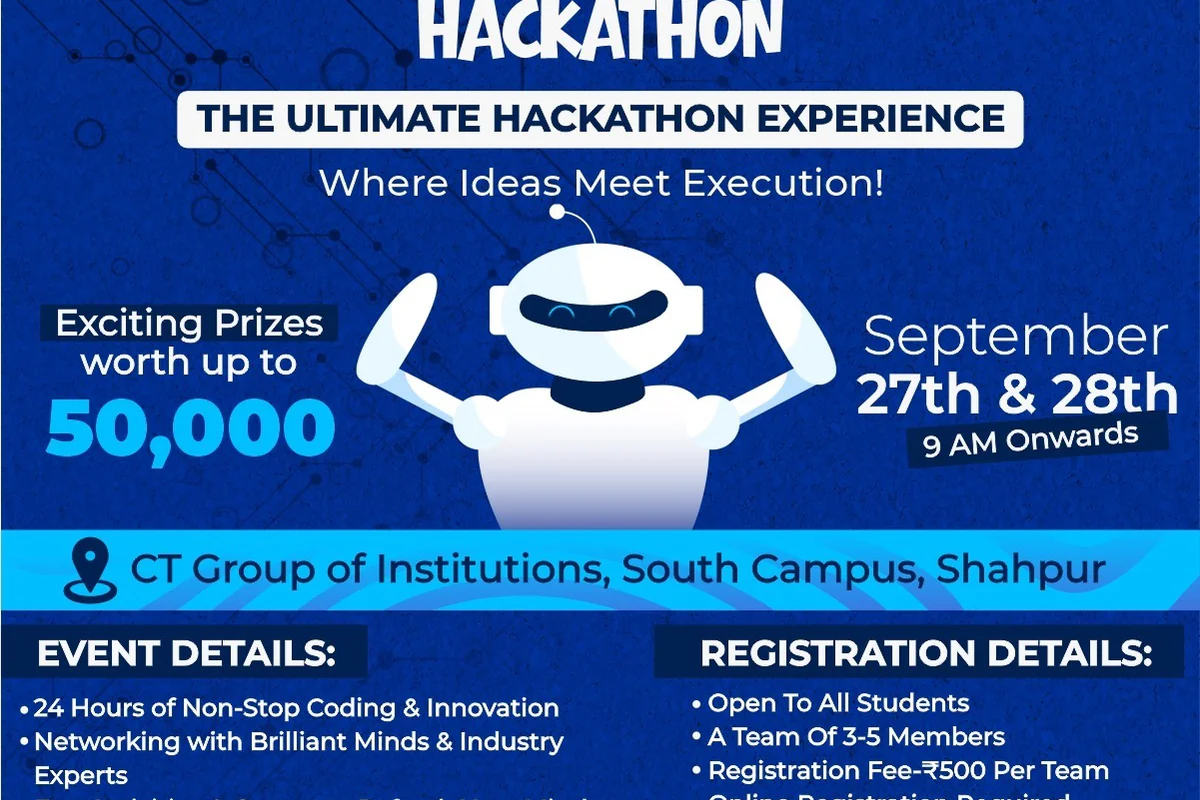 HACKATHON
THE ULTIMATE HACKATHON EXPERIENCE
Where Ideas Meet Execution!
Exciting Prizes
worth up to
50,000
September
27th & 28th
9 AM Onwards
CT Group of Institutions, South Campus, Shahpur
EVENT DETAILS:
• 24 Hours of Non-Stop Coding & Innovation
• Networking with Brilliant Minds & Industry
Experts
REGISTRATION DETAILS:
• Open To All Students
• A Team Of 3-5 Members
• Registration Fee-₹500 Per Team
Online Registration Required